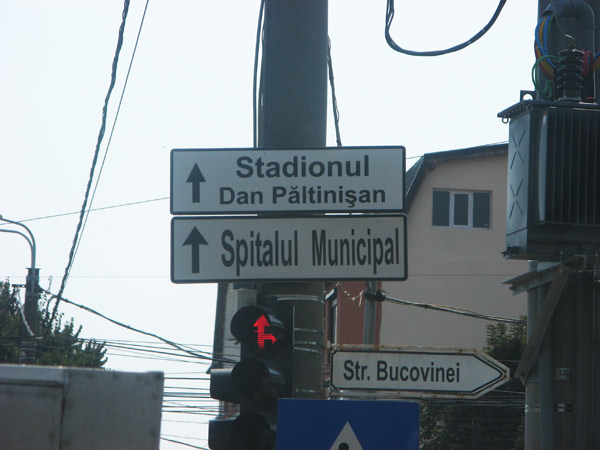 Stadionul
Dan Păltinişan
Spitalul Municipal
Str. Bucovinei